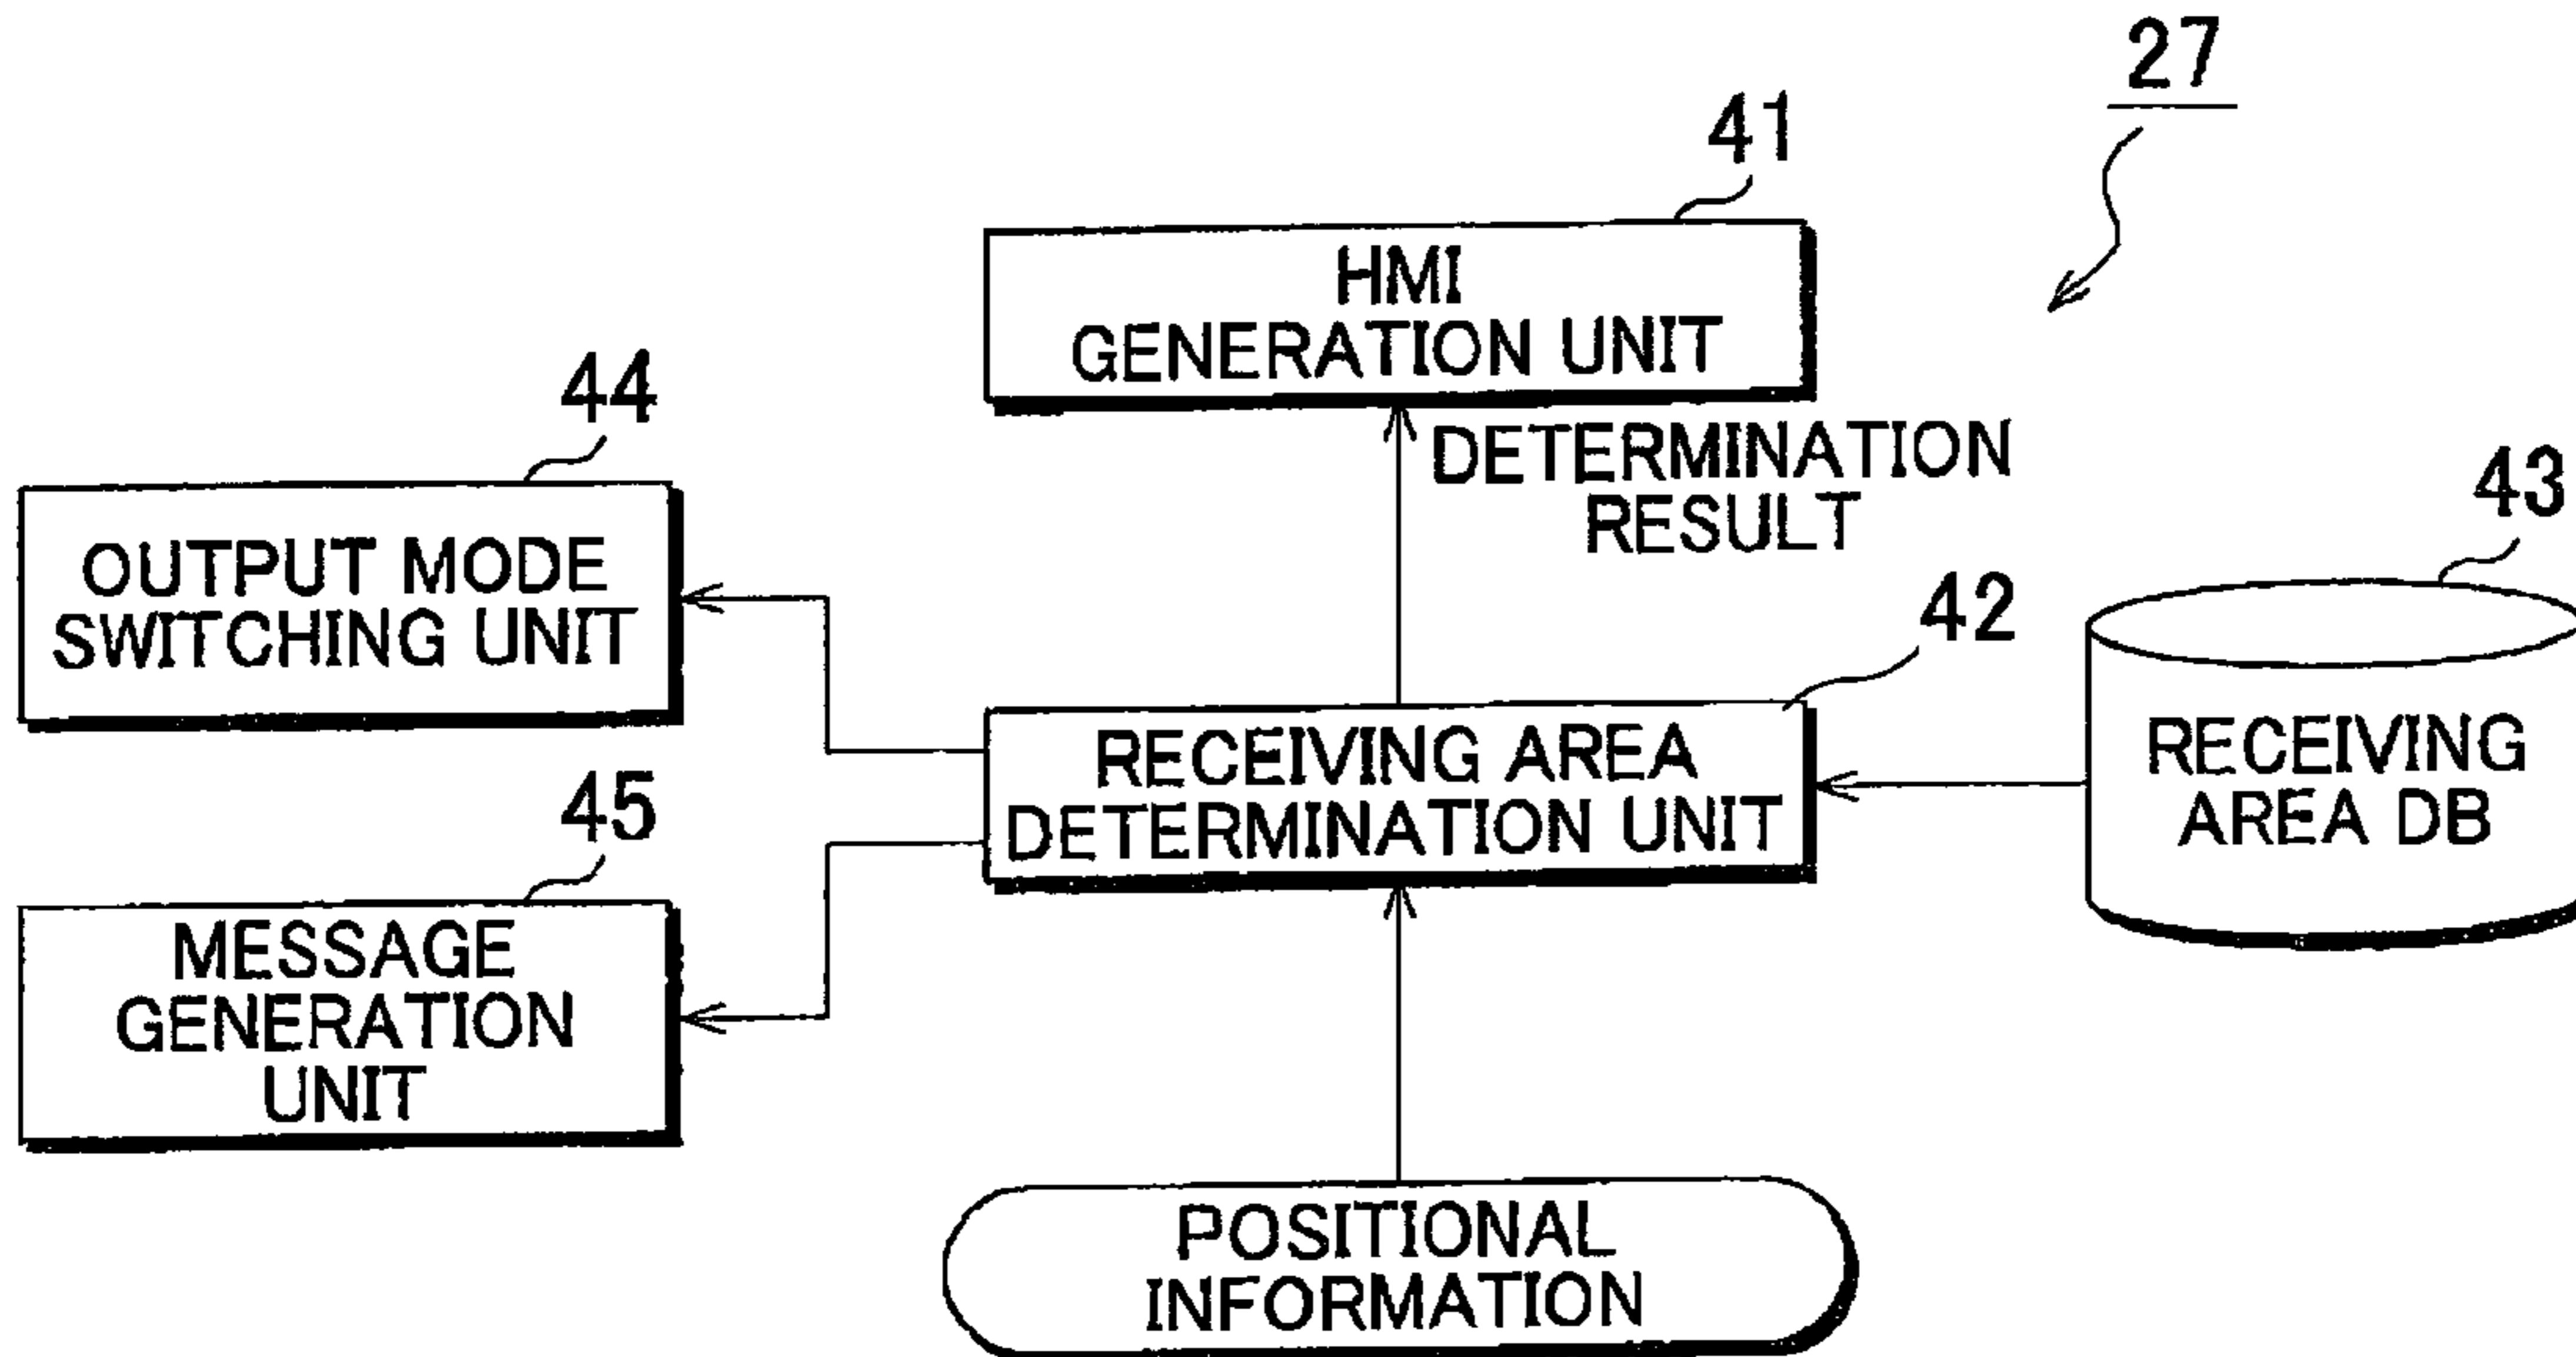 27
41
HMI
GENERATION UNIT
DETERMINATION
RESULT
44
OUTPUT MODE
SWITCHING UNIT
43
RECEIVING
AREA DB
42
RECEIVING AREA
DETERMINATION UNIT
45
MESSAGE
GENERATION
UNIT
POSITIONAL
INFORMATION